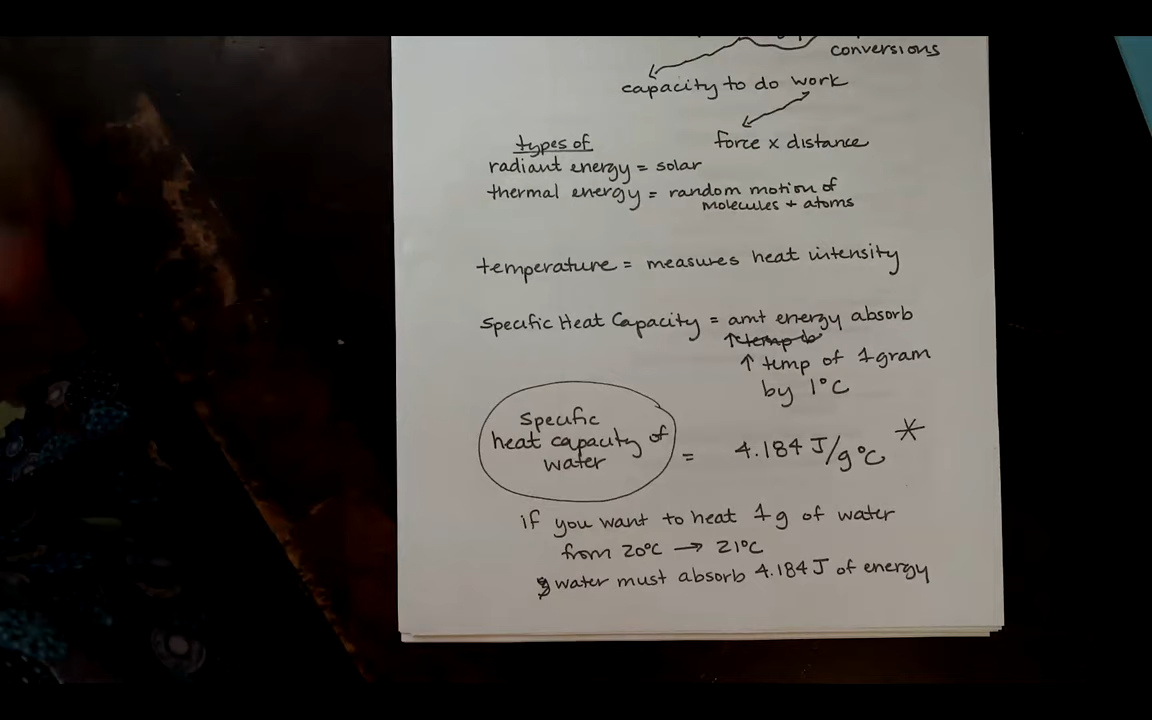 conversions
capacity to do work
force x distance
types of
radiant energy = solar
thermal energy = random motion of
molecules + atoms
temperature = measures heat intensity
Specific Heat Capacity = amt energy absorb
↑temp b
↑ temp of 1 gram
by 1°C
Specific
heat capacity of
water
= 4.184 J/g°C *
if you want to heat 1g of water
from 20°C → 21°C
water must absorb 4.184 J of energy